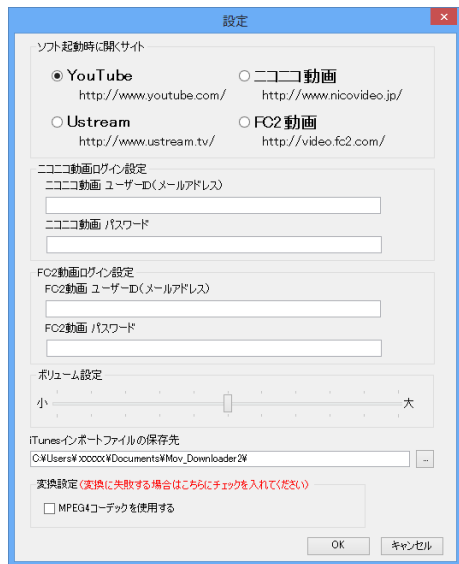 設定
ソフト起動時に開くサイト
YouTube
ニコニコ動画
http://www.youtube.com/
http://www.nicovideo.jp/
Ustream
FC2動画
http://www.ustream.tv/
http://video.fc2.com/
ニコニコ動画ログイン設定
ニコニコ動画 ユーザーID(メールアドレス)
ニコニコ動画 パスワード
FC2動画ログイン設定
FC2動画 ユーザーID(メールアドレス)
FC2動画 パスワード
ボリューム設定
小
大
iTunesインポートファイルの保存先
C:¥Users¥xxxxx¥Documents¥Mov_Downloader2¥
...
変換設定(変換に失敗する場合はこちらにチェックを入れてください)
MPEG4コーデックを使用する
OK
キャンセル